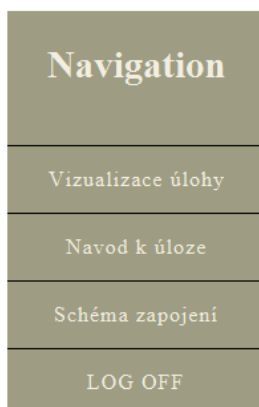 Navigation
Vizualizace úlohy
Navod k úloze
Schéma zapojení
LOG OFF